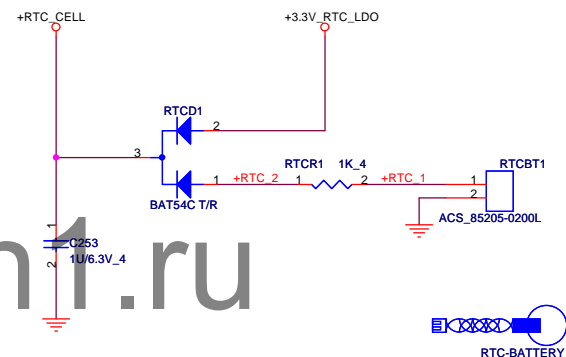 +RTC_CELL
+3.3V_RTC_LDO
RTCD1
2
3
1
+RTC_2
RTCR1 1K_4
1
2
+RTC_1
RTCBT1
1
2
BAT54C T/R
ACS_85205-0200L
1
C253
1U/6.3V_4
2
n1.ru
RTC-BATTERY